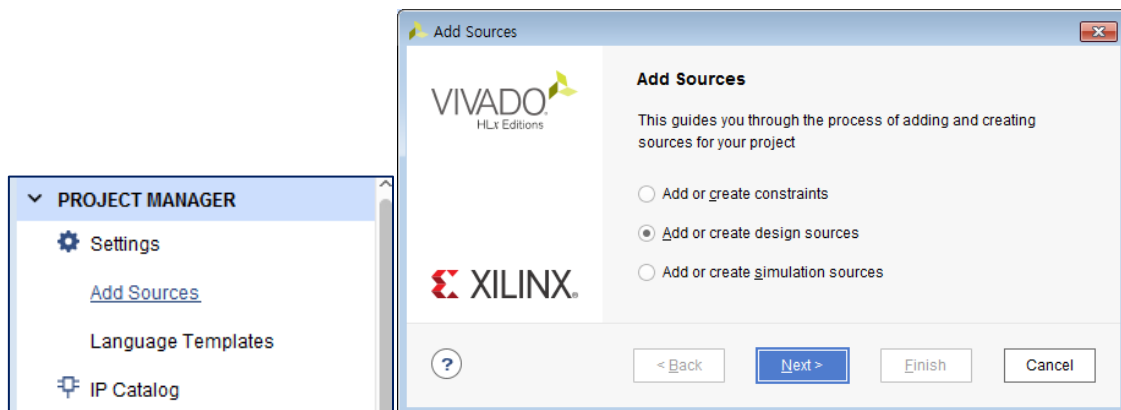 PROJECT MANAGER
Settings
Add Sources
Language Templates
IP Catalog
Add Sources
VIVADO
HLx Editions
XILINX
Add Sources
This guides you through the process of adding and creating
sources for your project
Add or create constraints
Add or create design sources
Add or create simulation sources
?
< Back
Next >
Finish
Cancel